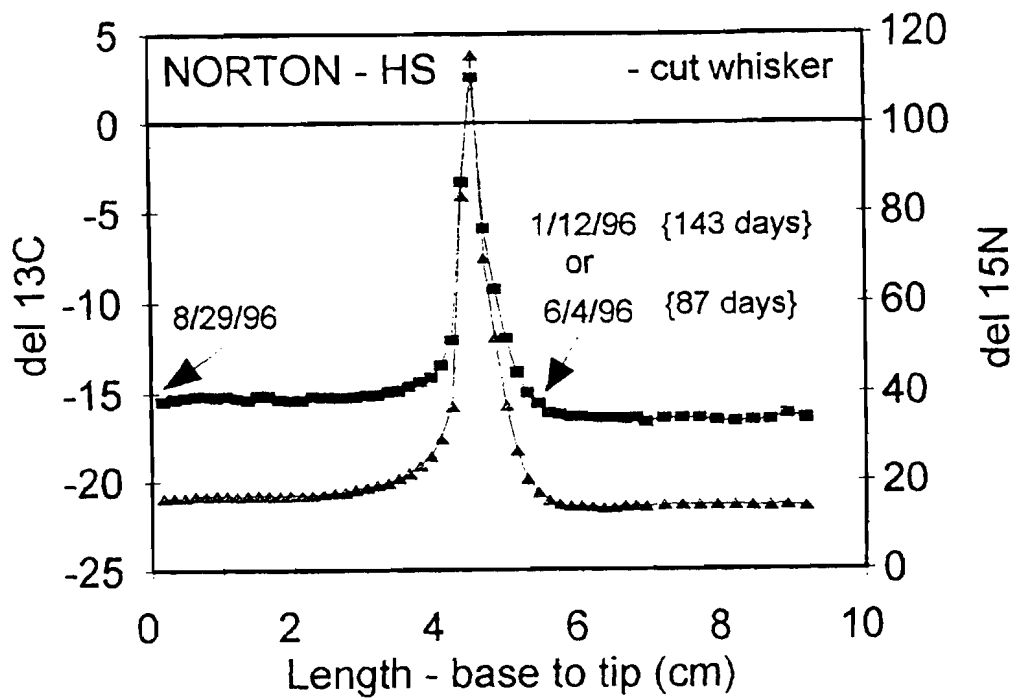 NORTON - HS - cut whisker
5
0
-5
-10
-15
-20
-25
del 13C
120
100
80
60
40
20
0
del 15N
8/29/96
1/12/96 {143 days}
or
6/4/96 {87 days}
0 2 4 6 8 10
Length - base to tip (cm)